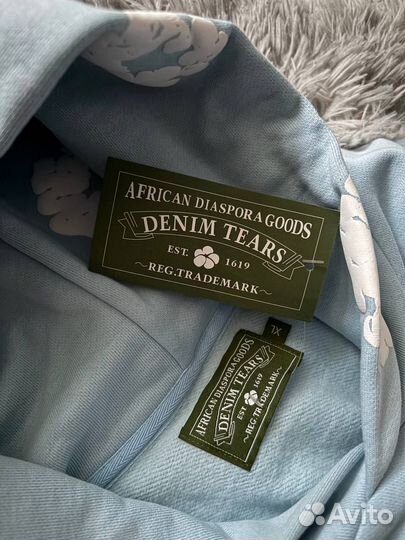 AFRICAN DIASPORA GOODS
DENIM TEARS
EST. 1619
REG. TRADEMARK
XL
AFRICAN DIASPORA GOODS
DENIM TEARS
EST. 1619
REG. TRADEMARK
Avito